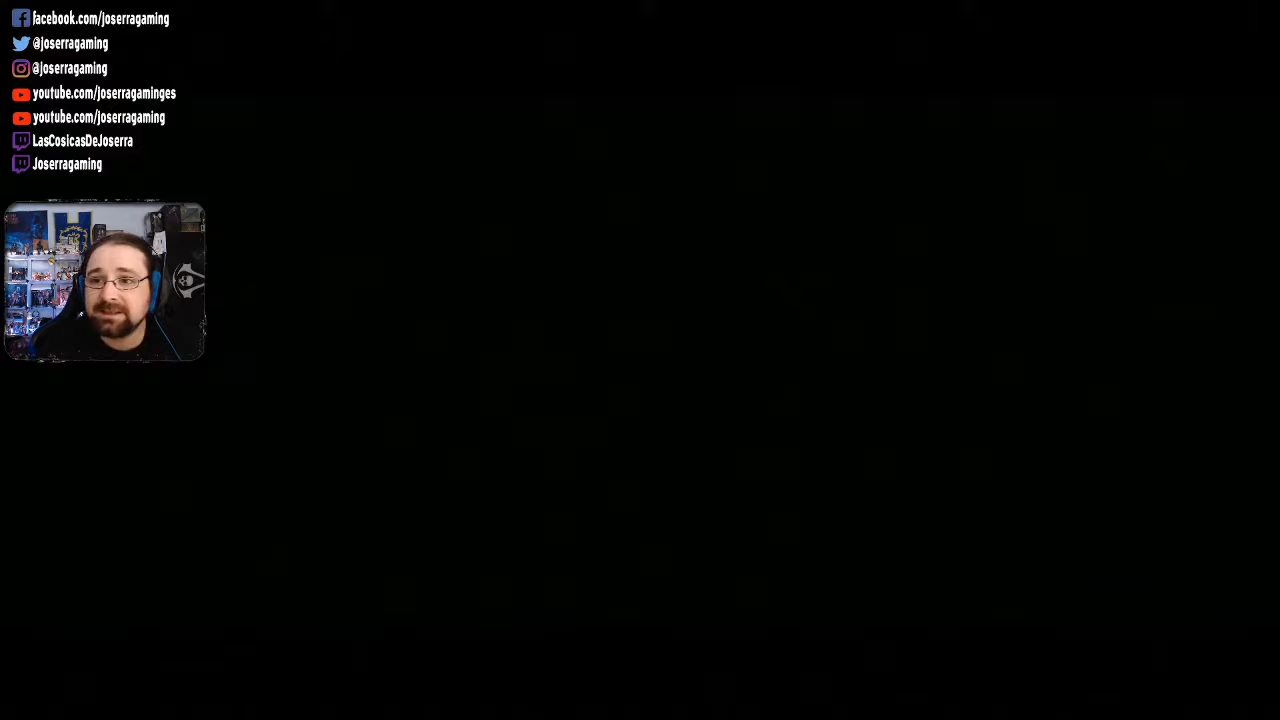 facebook.com/joserragaming
@joserragaming
@joserragaming
youtube.com/joserragaminges
youtube.com/joserragaming
LasCosicasDeJoserra
Joserragaming